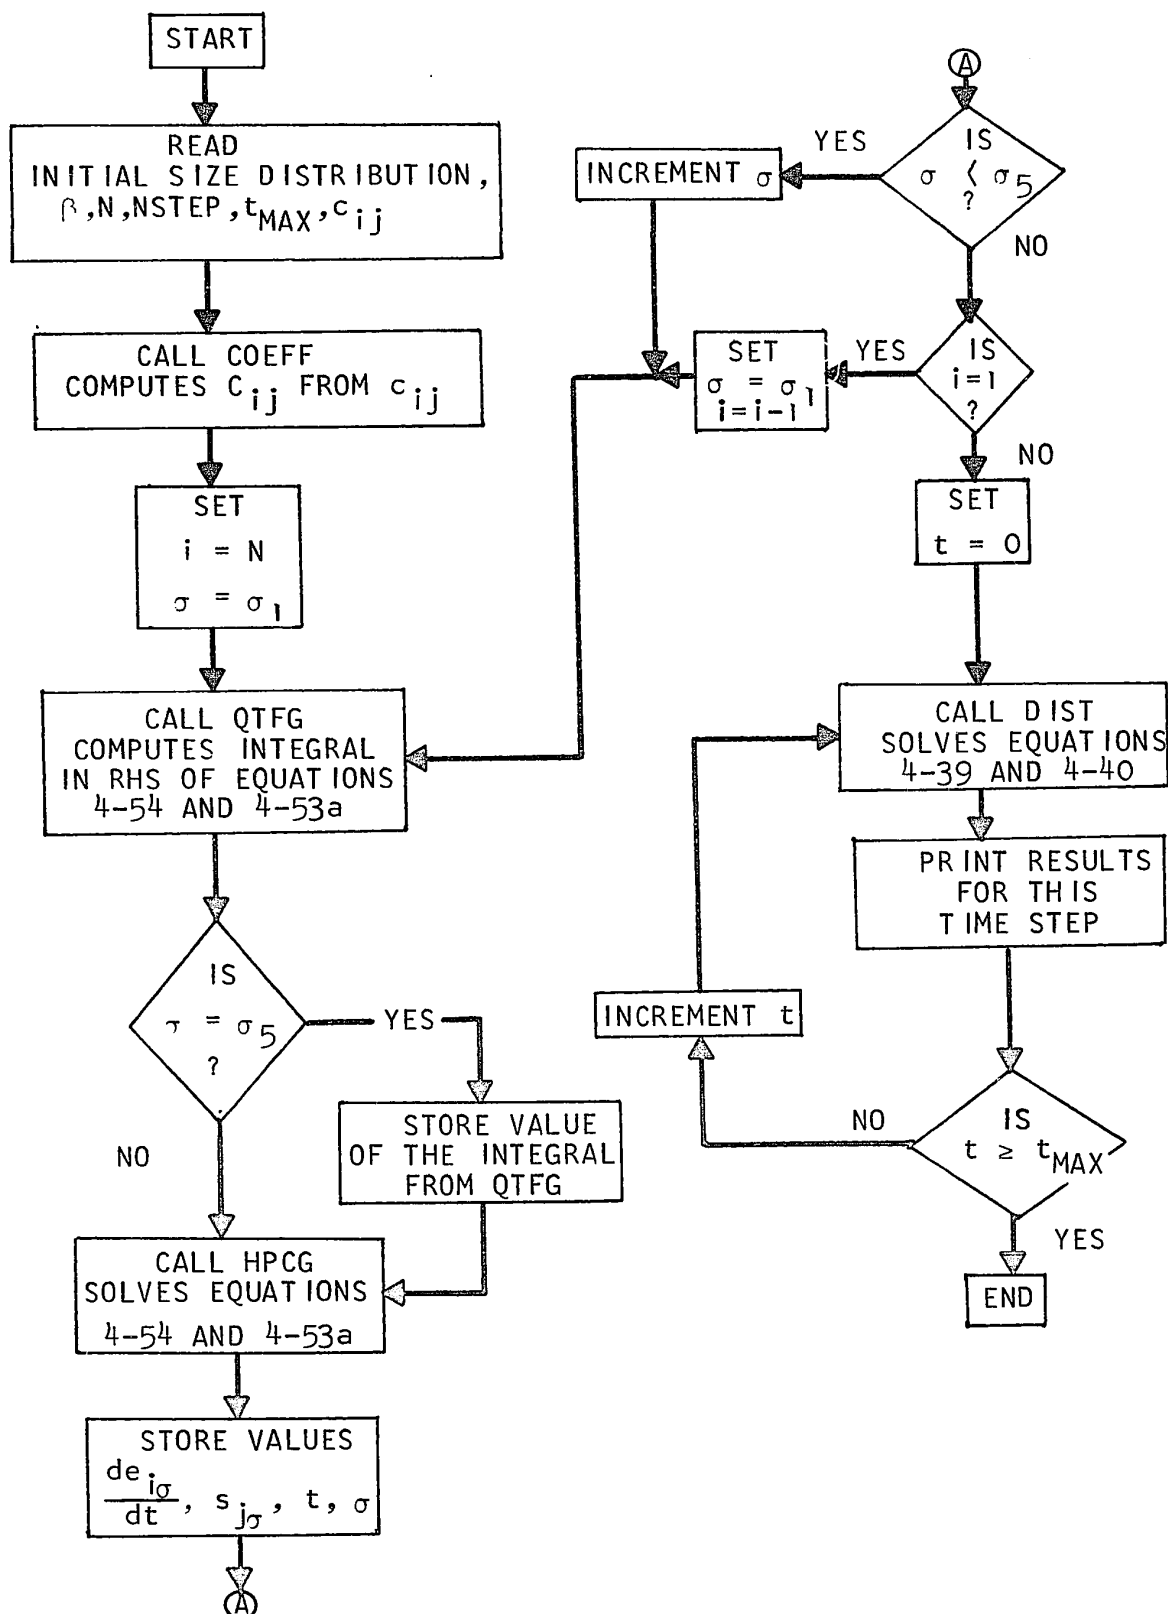 START
READ
INITIAL SIZE DISTRIBUTION,
β,N,NSTEP,t_MAX,c_ij
CALL COEFF
COMPUTES C_ij FROM c_ij
SET
i = N
σ = σ_1
CALL QTFG
COMPUTES INTEGRAL
IN RHS OF EQUATIONS
4-54 AND 4-53a
IS
σ = σ_5
?
YES
NO
STORE VALUE
OF THE INTEGRAL
FROM QTFG
CALL HPCG
SOLVES EQUATIONS
4-54 AND 4-53a
STORE VALUES
de_iσ/dt, s_jσ, t, σ
A
A
IS
σ < σ_5
?
YES
INCREMENT σ
NO
IS
i=1
?
YES
SET
σ = σ_1
i=i-1
NO
SET
t = 0
CALL DIST
SOLVES EQUATIONS
4-39 AND 4-40
PRINT RESULTS
FOR THIS
TIME STEP
INCREMENT t
IS
t ≥ t_MAX
NO
YES
END